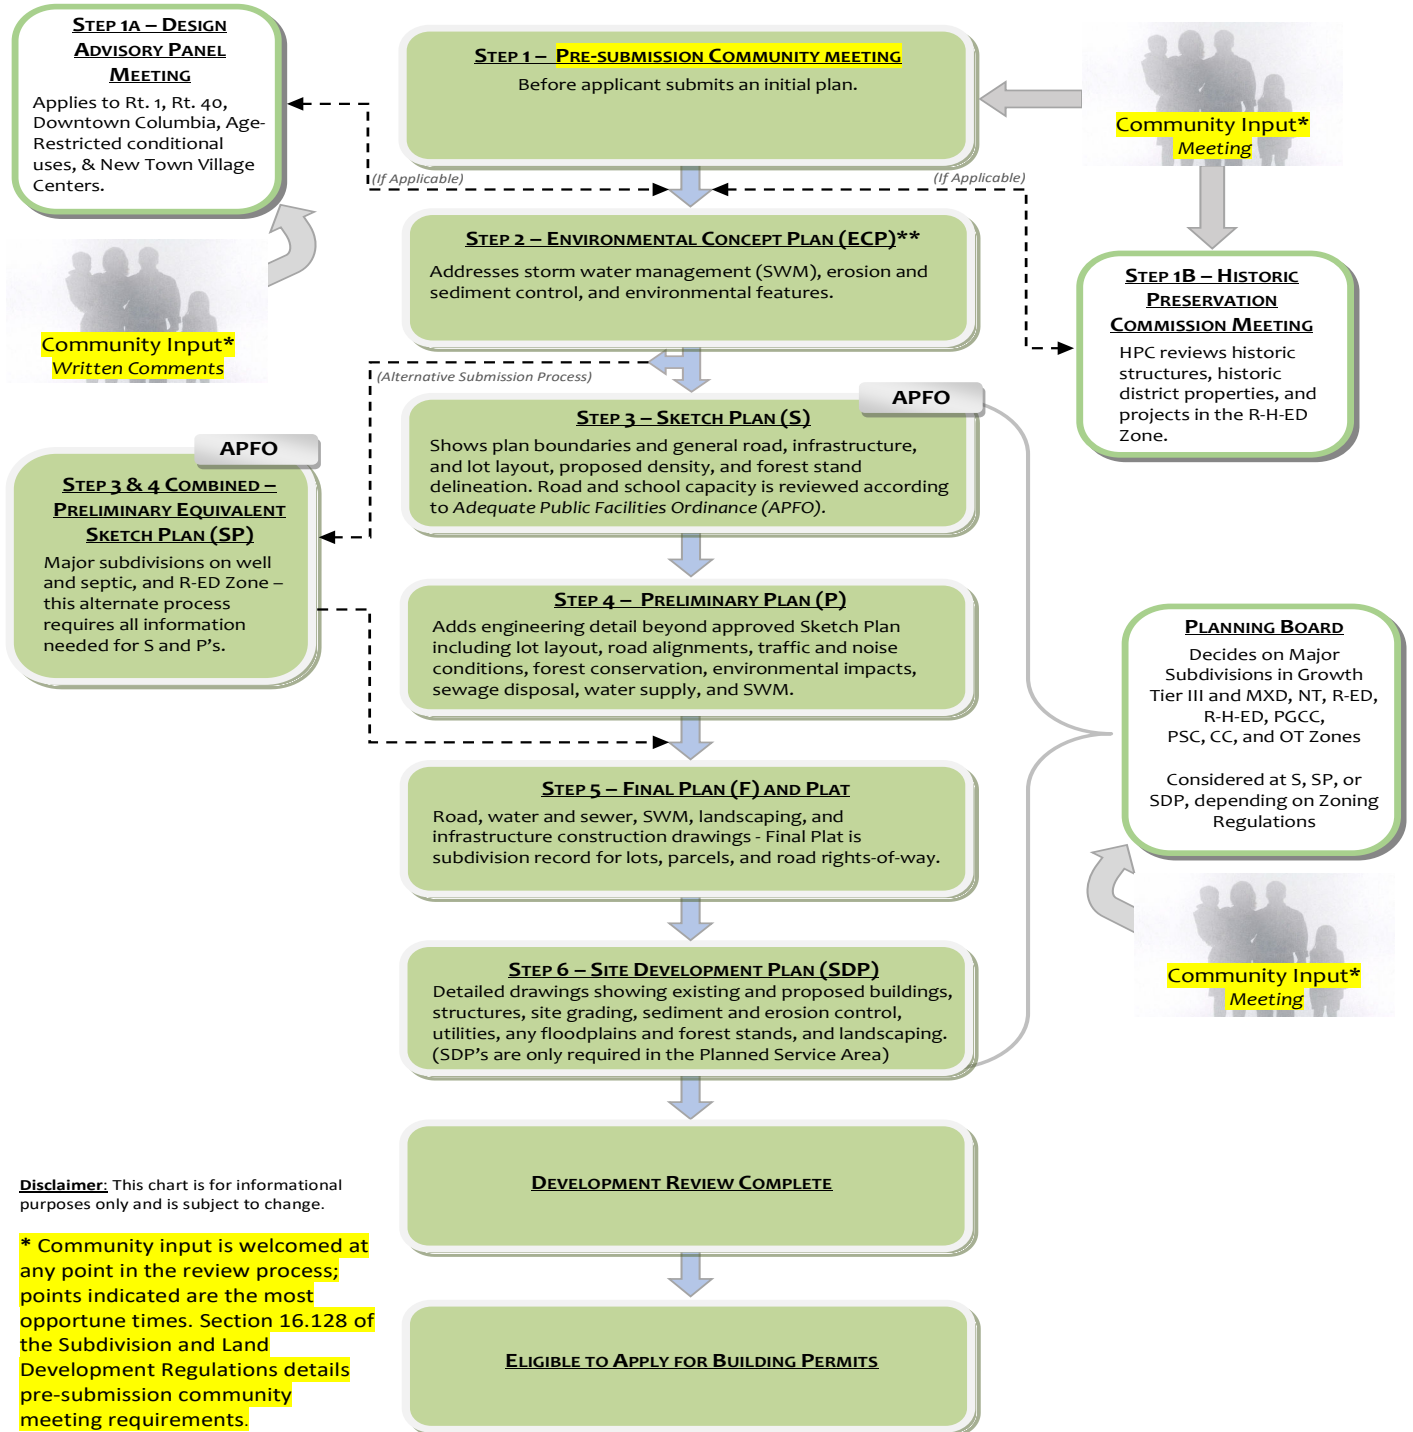 STEP 1A – DESIGN
ADVISORY PANEL
MEETING
Applies to Rt. 1, Rt. 40,
Downtown Columbia, Age-
Restricted conditional
uses, & New Town Village
Centers.
STEP 1 – PRE-SUBMISSION COMMUNITY MEETING
Before applicant submits an initial plan.
Community Input*
Meeting
(If Applicable)
(If Applicable)
STEP 2 – ENVIRONMENTAL CONCEPT PLAN (ECP)**
Addresses storm water management (SWM), erosion and
sediment control, and environmental features.
Community Input*
Written Comments
STEP 1B – HISTORIC
PRESERVATION
COMMISSION MEETING
HPC reviews historic
structures, historic
district properties, and
projects in the R-H-ED
Zone.
(Alternative Submission Process)
APFO
STEP 3 – SKETCH PLAN (S)
Shows plan boundaries and general road, infrastructure,
and lot layout, proposed density, and forest stand
delineation. Road and school capacity is reviewed according
to Adequate Public Facilities Ordinance (APFO).
APFO
STEP 3 & 4 COMBINED –
PRELIMINARY EQUIVALENT
SKETCH PLAN (SP)
Major subdivisions on well
and septic, and R-ED Zone –
this alternate process
requires all information
needed for S and P's.
STEP 4 – PRELIMINARY PLAN (P)
Adds engineering detail beyond approved Sketch Plan
including lot layout, road alignments, traffic and noise
conditions, forest conservation, environmental impacts,
sewage disposal, water supply, and SWM.
PLANNING BOARD
Decides on Major
Subdivisions in Growth
Tier III and MXD, NT, R-ED,
R-H-ED, PGCC,
PSC, CC, and OT Zones
Considered at S, SP, or
SDP, depending on Zoning
Regulations
STEP 5 – FINAL PLAN (F) AND PLAT
Road, water and sewer, SWM, landscaping, and
infrastructure construction drawings - Final Plat is
subdivision record for lots, parcels, and road rights-of-way.
Community Input*
Meeting
STEP 6 – SITE DEVELOPMENT PLAN (SDP)
Detailed drawings showing existing and proposed buildings,
structures, site grading, sediment and erosion control,
utilities, any floodplains and forest stands, and landscaping.
(SDP's are only required in the Planned Service Area)
DEVELOPMENT REVIEW COMPLETE
Disclaimer: This chart is for informational
purposes only and is subject to change.
* Community input is welcomed at
any point in the review process;
points indicated are the most
opportune times. Section 16.128 of
the Subdivision and Land
Development Regulations details
pre-submission community
meeting requirements.
ELIGIBLE TO APPLY FOR BUILDING PERMITS